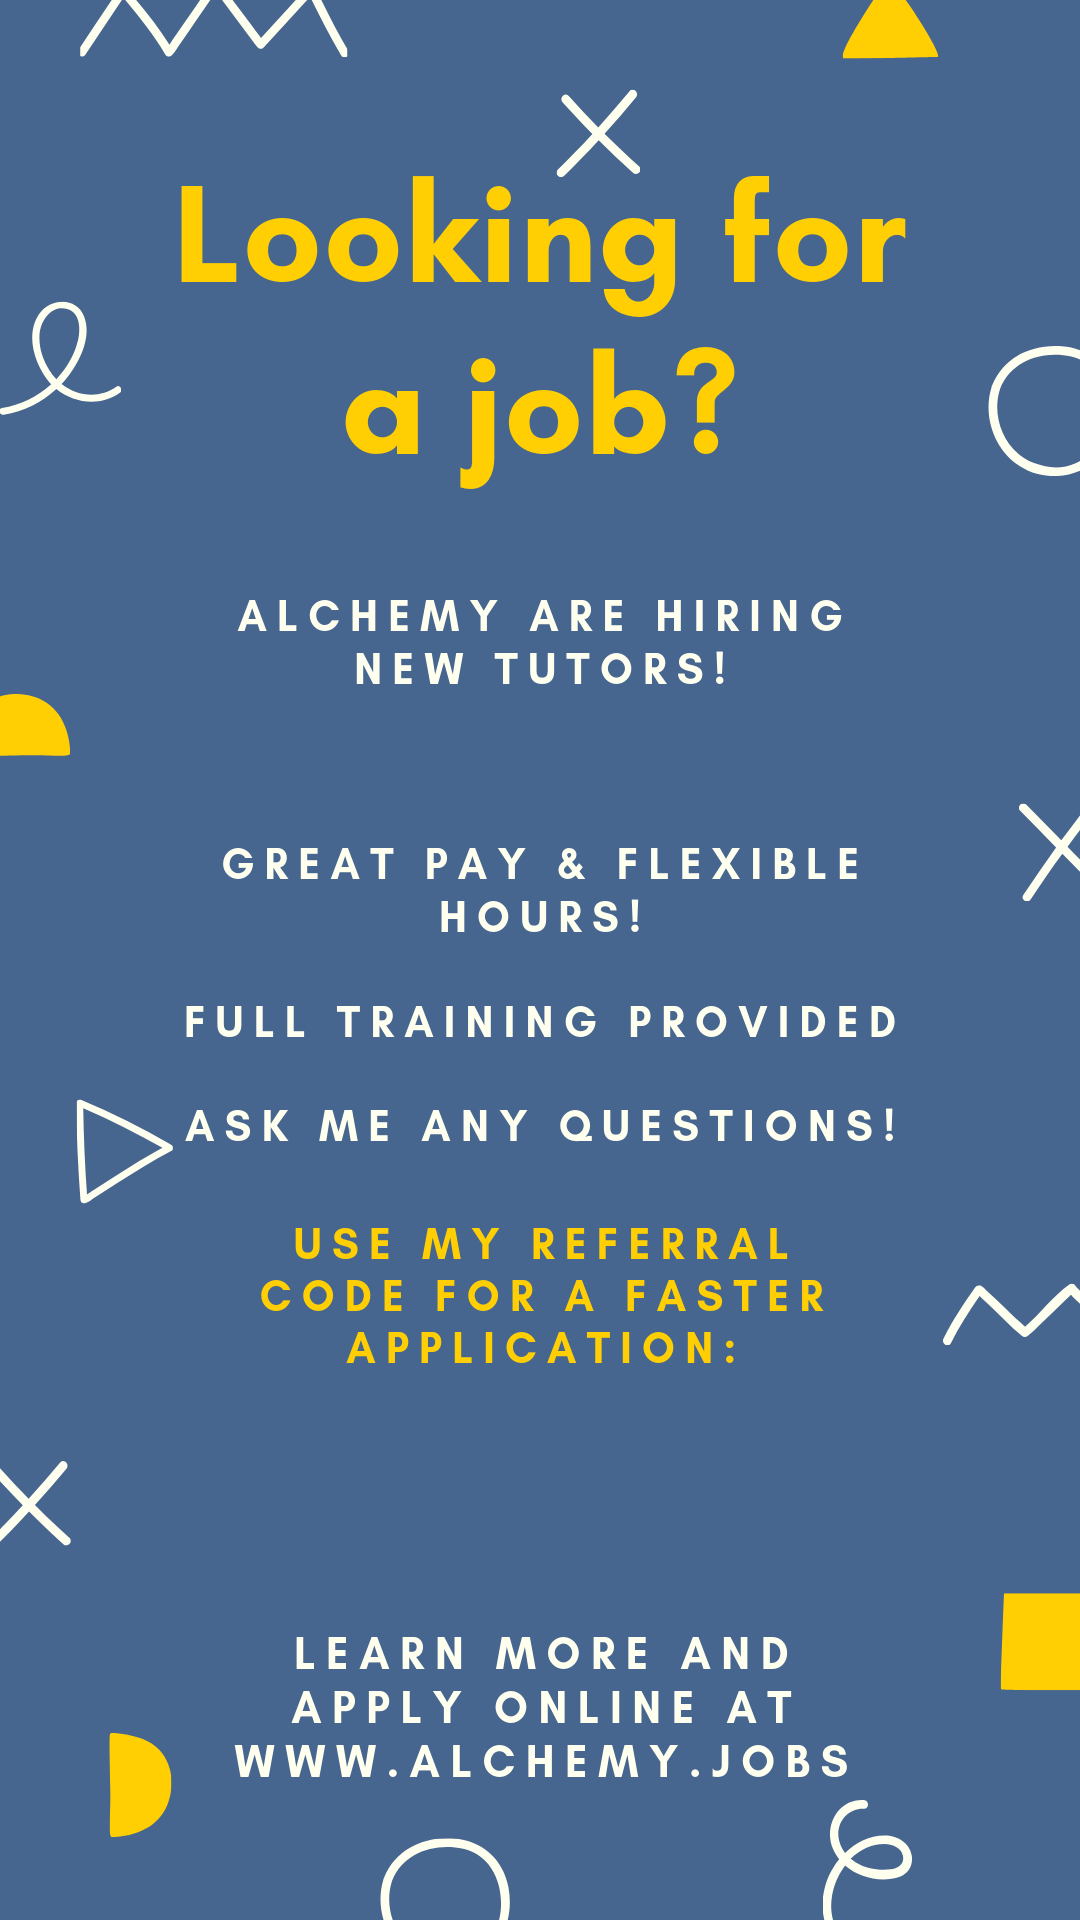 Looking for
a job?
ALCHEMY ARE HIRING
NEW TUTORS!
GREAT PAY & FLEXIBLE
HOURS!
FULL TRAINING PROVIDED
ASK ME ANY QUESTIONS!
USE MY REFERRAL
CODE FOR A FASTER
APPLICATION:
LEARN MORE AND
APPLY ONLINE AT
WWW.ALCHEMY.JOBS